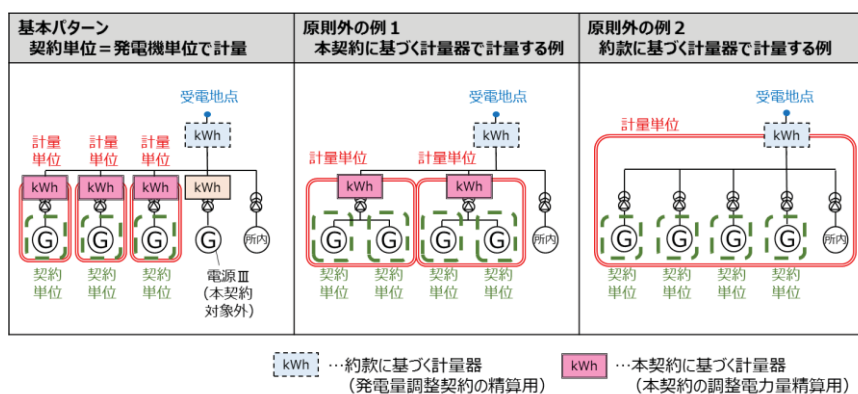 基本パターン
契約単位=発電機単位で計量
原則外の例1
本契約に基づく計量器で計量する例
原則外の例2
約款に基づく計量器で計量する例
受電地点
kWh
計量
単位
計量
単位
計量
単位
kWh
kWh
kWh
kWh
G
G
G
G
所内
契約
単位
契約
単位
契約
単位
電源Ⅲ
(本契約
対象外)
受電地点
kWh
計量単位
計量単位
kWh
kWh
G
G
G
G
所内
契約
単位
契約
単位
契約
単位
契約
単位
受電地点
計量単位
kWh
G
G
G
G
所内
契約
単位
契約
単位
契約
単位
契約
単位
kWh …約款に基づく計量器
(発電量調整契約の精算用)
kWh …本契約に基づく計量器
(本契約の調整電力量精算用)